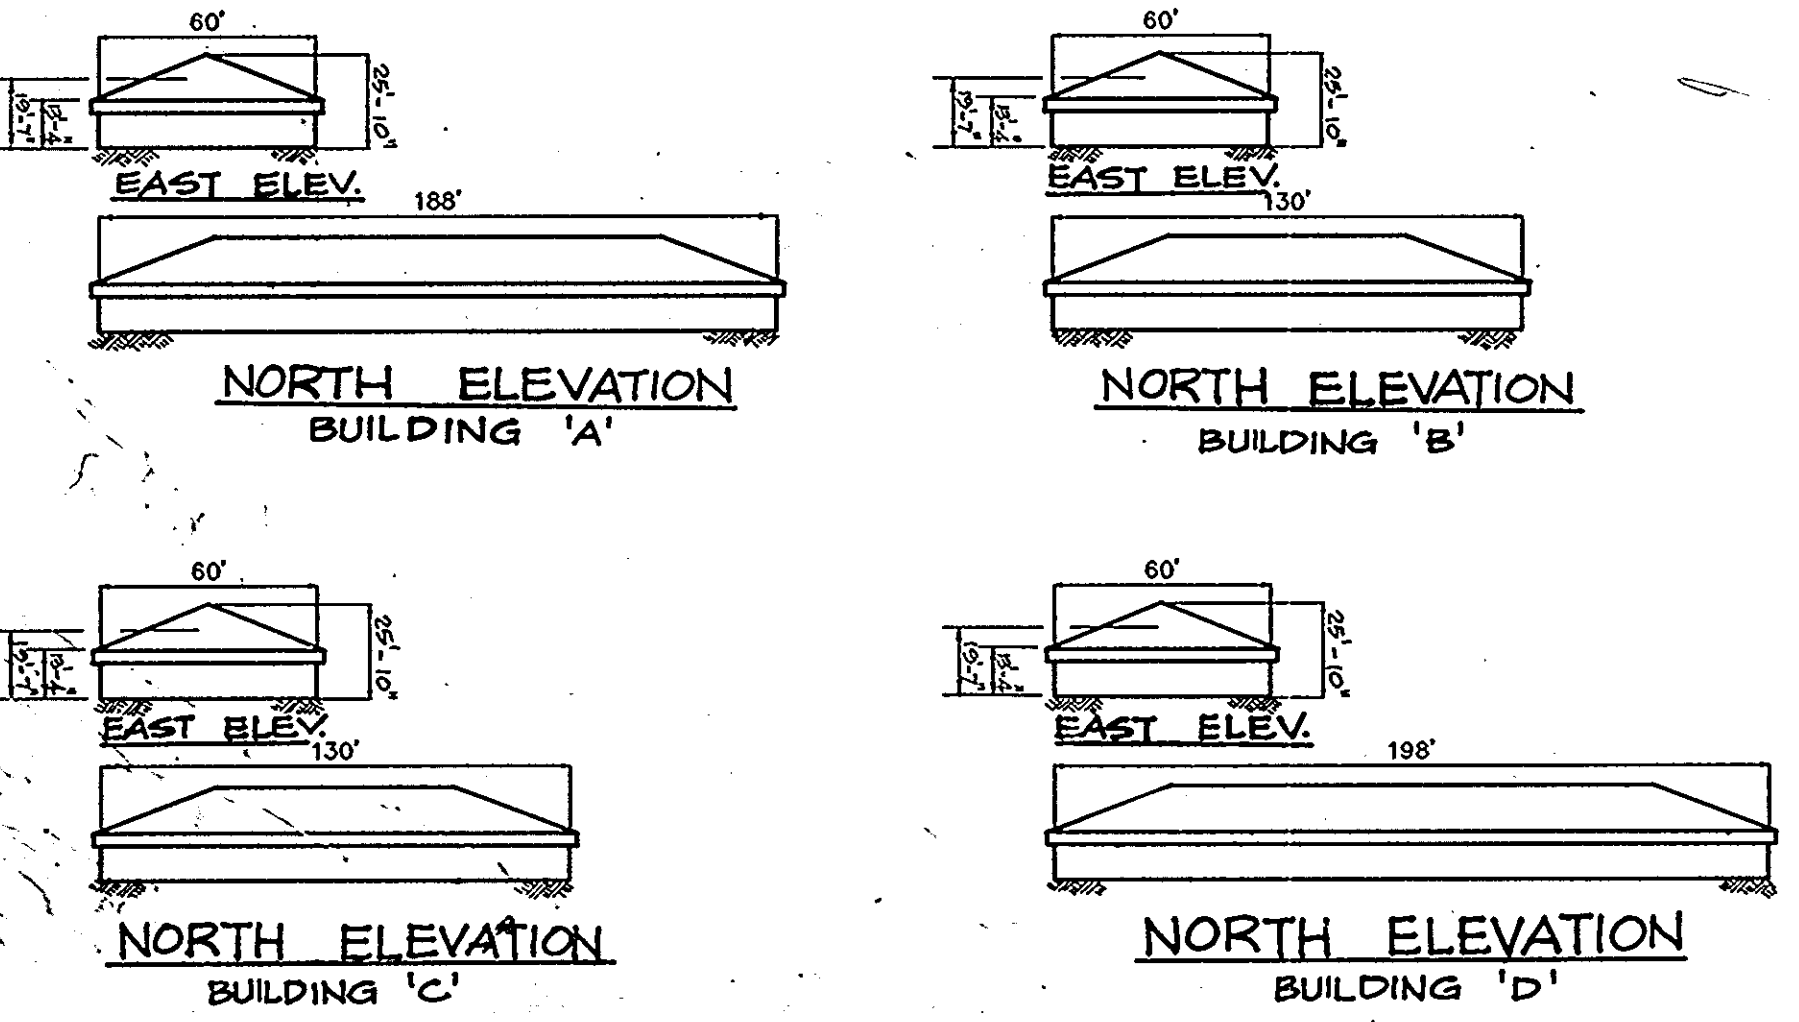 60'
25'-10"
19'-7"
13'-4"
EAST ELEV.
188'
NORTH ELEVATION
BUILDING 'A'
60'
25'-10"
19'-7"
13'-4"
EAST ELEV.
130'
NORTH ELEVATION
BUILDING 'B'
60'
25'-10"
19'-7"
13'-4"
EAST ELEV.
130'
NORTH ELEVATION
BUILDING 'C'
60'
25'-10"
19'-7"
13'-4"
EAST ELEV.
198'
NORTH ELEVATION
BUILDING 'D'